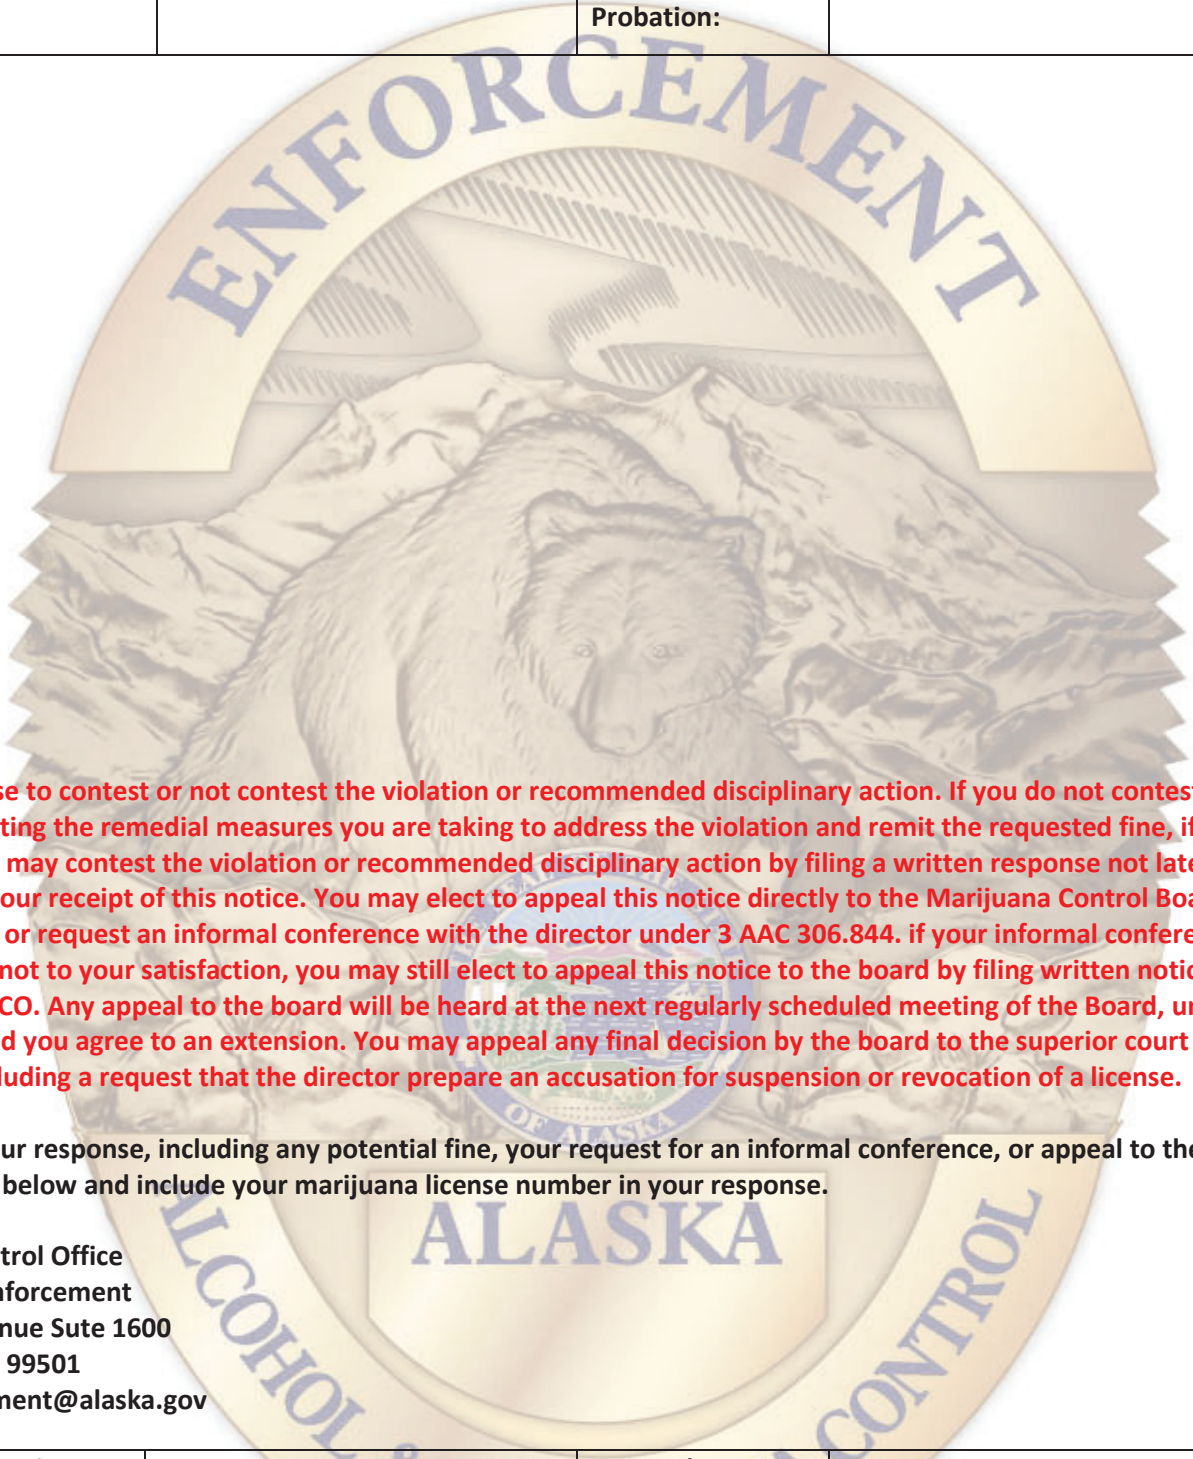 Probation:
ENFORCEMENT
se to contest or not contest the violation or recommended disciplinary action. If you do not contest
ting the remedial measures you are taking to address the violation and remit the requested fine, if
may contest the violation or recommended disciplinary action by filing a written response not late
our receipt of this notice. You may elect to appeal this notice directly to the Marijuana Control Boa
or request an informal conference with the director under 3 AAC 306.844. if your informal confere
not to your satisfaction, you may still elect to appeal this notice to the board by filing written notic
CO. Any appeal to the board will be heard at the next regularly scheduled meeting of the Board, un
d you agree to an extension. You may appeal any final decision by the board to the superior court
luding a request that the director prepare an accusation for suspension or revocation of a license.
OF ALASKA
ur response, including any potential fine, your request for an informal conference, or appeal to the
below and include your marijuana license number in your response.
ALASKA
trol Office
nforcement
nue Sute 1600
99501
ment@alaska.gov
ALCOHOL &
CONTROL